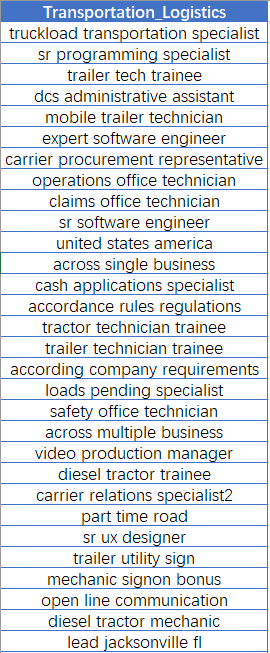 Transportation_Logistics
truckload transportation specialist
sr programming specialist
trailer tech trainee
dcs administrative assistant
mobile trailer technician
expert software engineer
carrier procurement representative
operations office technician
claims office technician
sr software engineer
united states america
across single business
cash applications specialist
accordance rules regulations
tractor technician trainee
trailer technician trainee
according company requirements
loads pending specialist
safety office technician
across multiple business
video production manager
diesel tractor trainee
carrier relations specialist2
part time road
sr ux designer
trailer utility sign
mechanic signon bonus
open line communication
diesel tractor mechanic
lead jacksonville fl